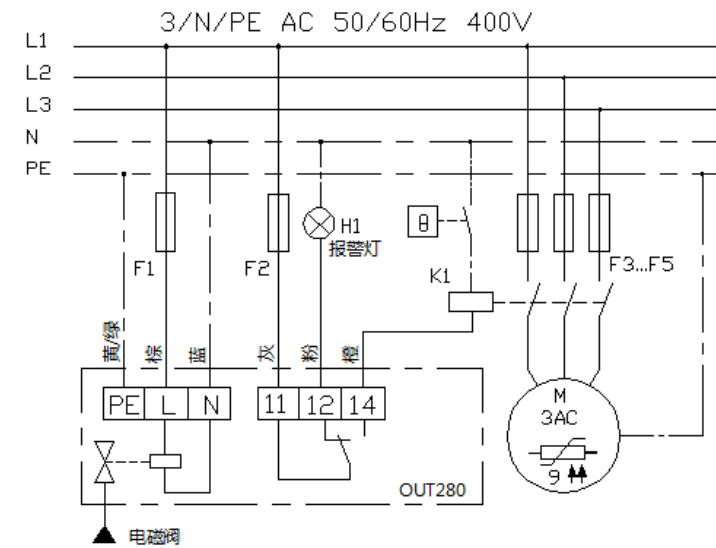 3/N/PE AC 50/60Hz 400V
L1
L2
L3
N
PE
F1
F2
H1
报警灯
θ
K1
F3...F5
黄/绿
棕
蓝
灰
粉
橙
PE L N
11 12 14
M
3AC
9
OUT280
电磁阀